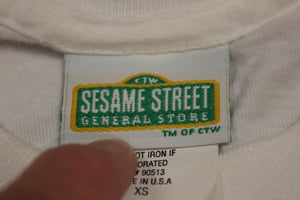 CTW
SESAME STREET
GENERAL STORE
TM OF CTW
OT IRON IF
ORATED
# 90513
E IN U.S.A
XS